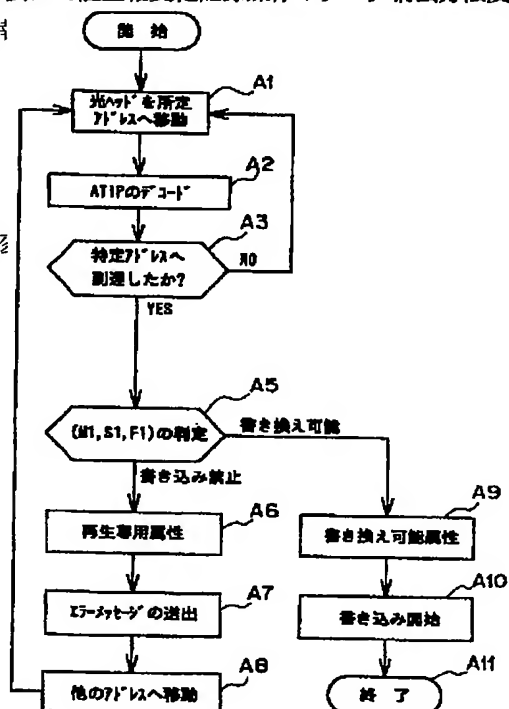 開 始
A1
光ヘッドを所定
アドレスへ移動
A2
ATIPのデコード
A3
特定アドレスへ
到達したか?
NO
YES
A5
(M1,S1,F1)の判定
書き換え可能
書き込み禁止
A6
再生専用属性
A9
書き換え可能属性
A7
エラーメッセージの送出
A10
書き込み開始
A8
他のアドレスへ移動
A11
終 了